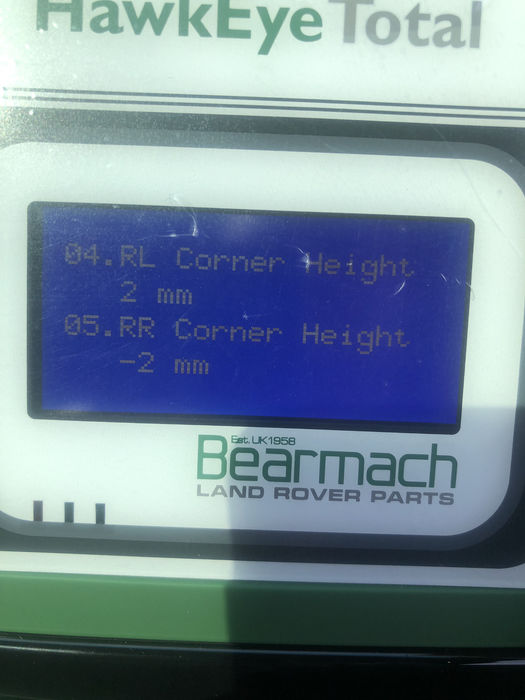 HawkEye Total
04.RL Corner Height
2 mm
05.RR Corner Height
-2 mm
Est. UK1958
Bearmach
LAND ROVER PARTS